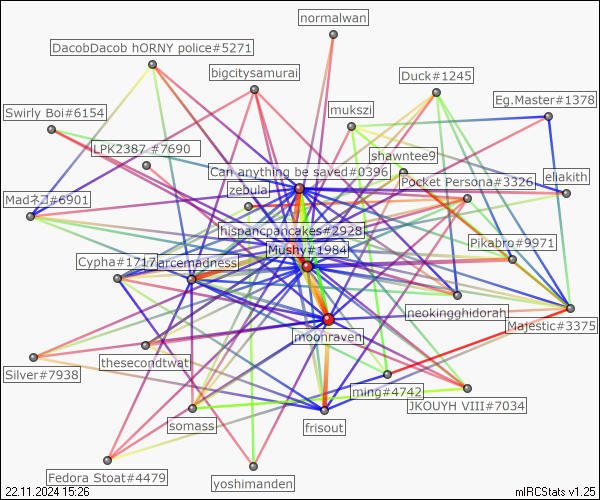 normalwan
DacobDacob hORNY police#5271
bigcitysamurai
Duck#1245
Eg.Master#1378
Swirly Boi#6154
mukszi
LPK2387 #7690
shawntee9
Can anything be saved#0396
Pocket Persona#3326
eliakith
zebula
Madネコ#6901
hispancpancakes#2928
Mushy#1984
Pikabro#9971
Cypha#1717
arcemadness
neokingghidorah
Majestic#3375
moonraven
thesecondtwat
Silver#7938
ming#4742
JKOUYH VIII#7034
somass
frisout
Fedora Stoat#4479
yoshimanden
22.11.2024 15:26
mIRCStats v1.25